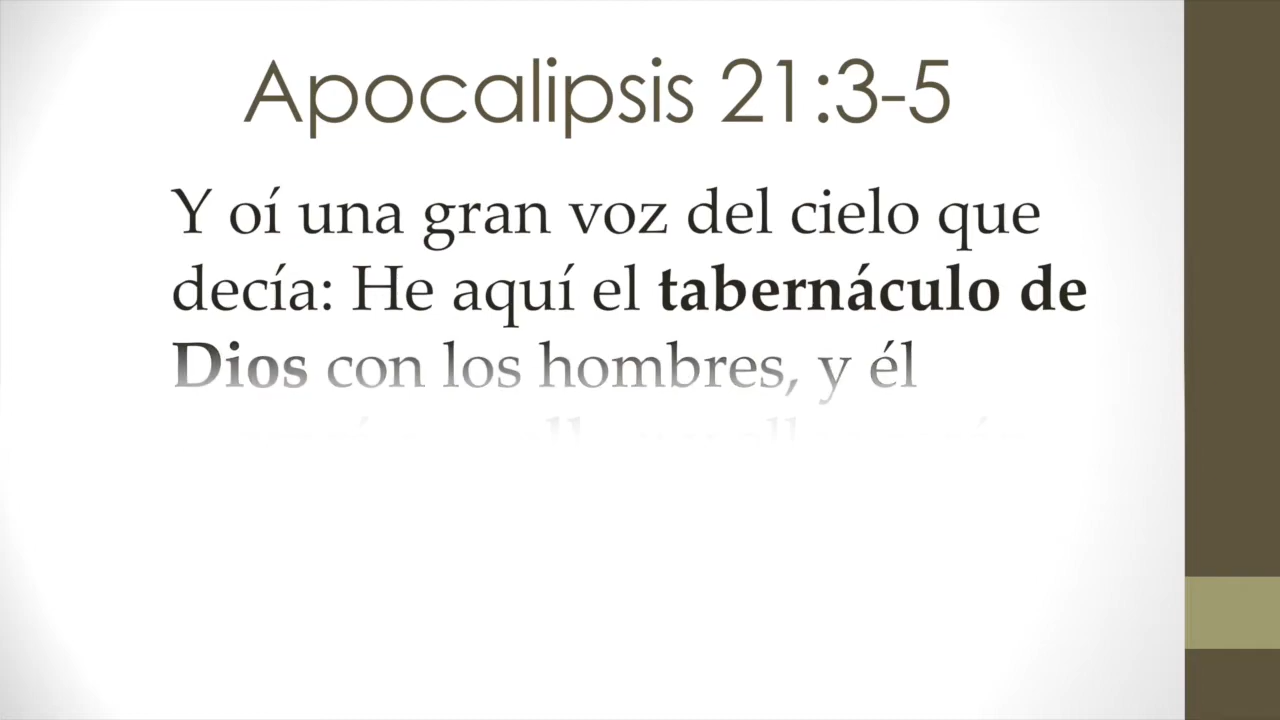 Apocalipsis 21:3-5
Y oí una gran voz del cielo que
decía: He aquí el tabernáculo de
Dios con los hombres, y él